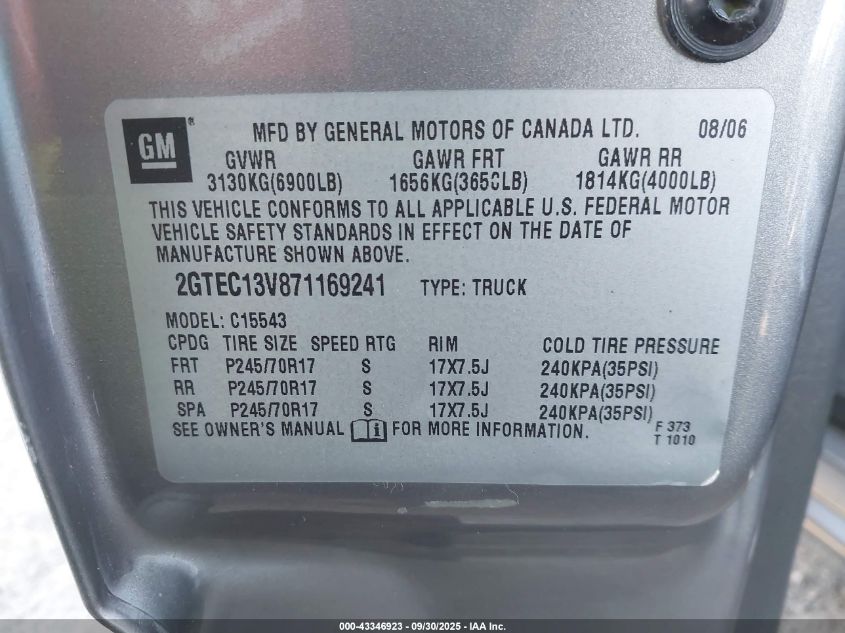 GM ®
MFD BY GENERAL MOTORS OF CANADA LTD. 08/06
GVWR GAWR FRT GAWR RR
3130KG(6900LB) 1656KG(3650LB) 1814KG(4000LB)
THIS VEHICLE CONFORMS TO ALL APPLICABLE U.S. FEDERAL MOTOR
VEHICLE SAFETY STANDARDS IN EFFECT ON THE DATE OF
MANUFACTURE SHOWN ABOVE.
2GTEC13V871169241 TYPE: TRUCK
MODEL: C15543
CPDG TIRE SIZE SPEED RTG RIM COLD TIRE PRESSURE
FRT P245/70R17 S 17X7.5J 240KPA(35PSI)
RR P245/70R17 S 17X7.5J 240KPA(35PSI)
SPA P245/70R17 S 17X7.5J 240KPA(35PSI)
SEE OWNER'S MANUAL i FOR MORE INFORMATION. F 373
T 1010
000-43346923 - 09/30/2025 - IAA Inc.